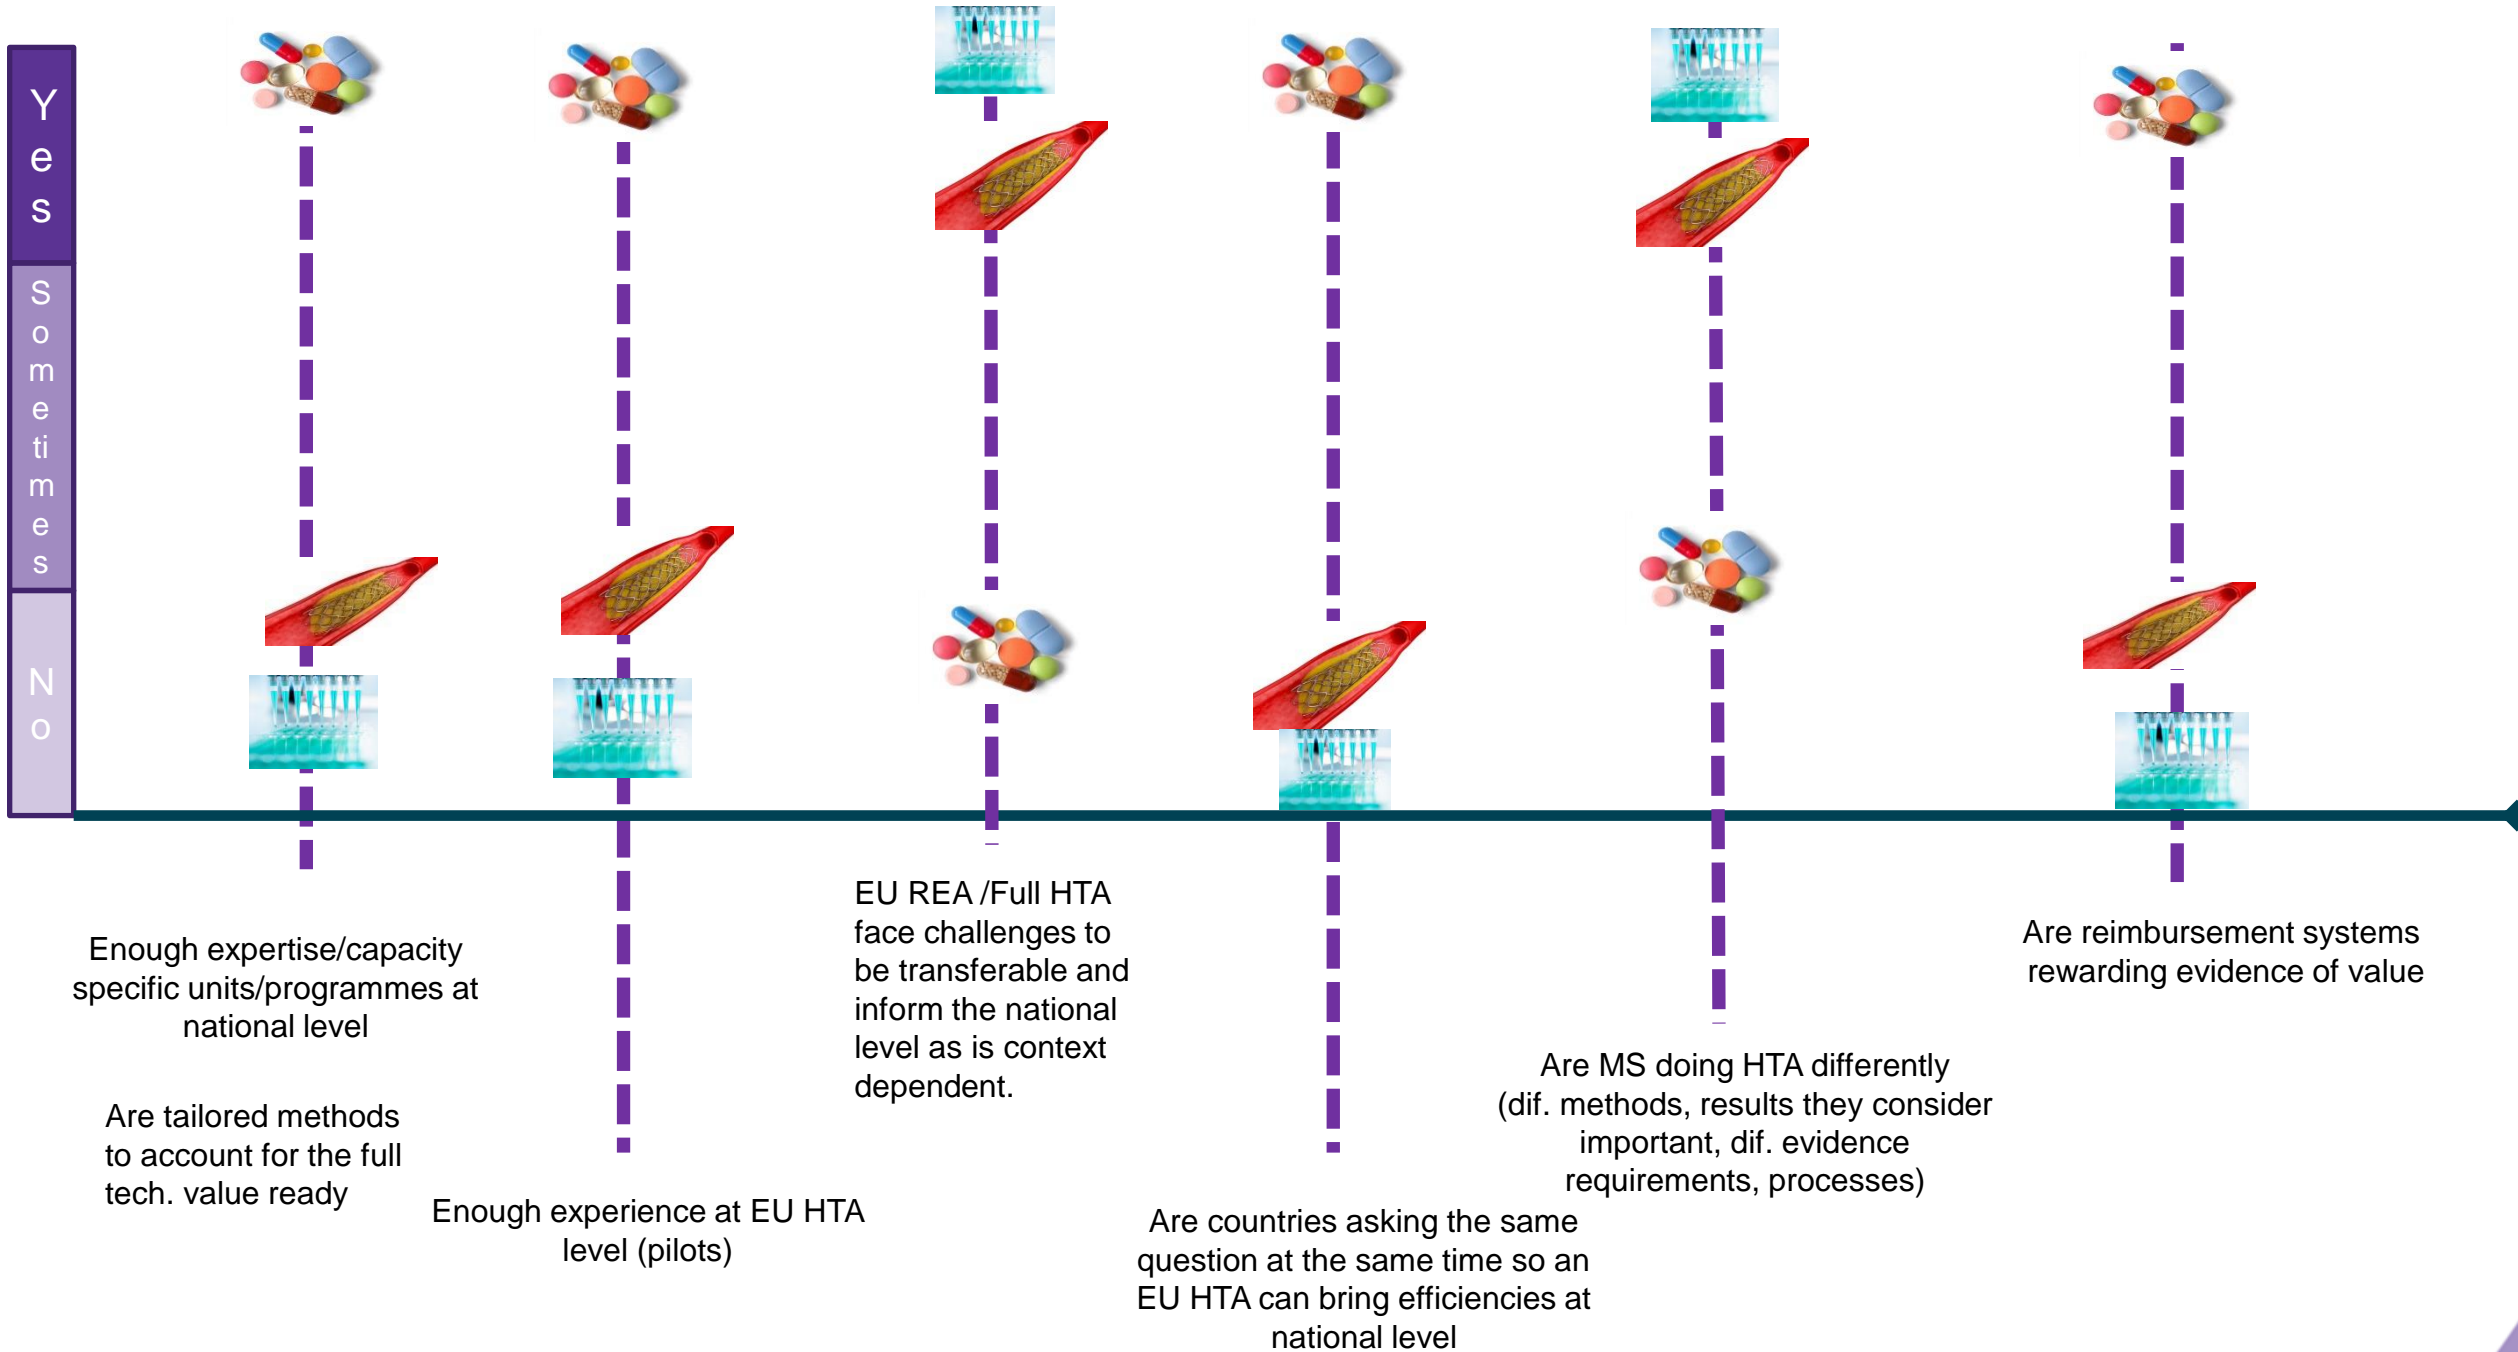 Yes
Sometimes
No
Enough expertise/capacity
specific units/programmes at
national level
Are tailored methods
to account for the full
tech. value ready
Enough experience at EU HTA
level (pilots)
EU REA /Full HTA
face challenges to
be transferable and
inform the national
level as is context
dependent.
Are countries asking the same
question at the same time so an
EU HTA can bring efficiencies at
national level
Are MS doing HTA differently
(dif. methods, results they consider
important, dif. evidence
requirements, processes)
Are reimbursement systems
rewarding evidence of value